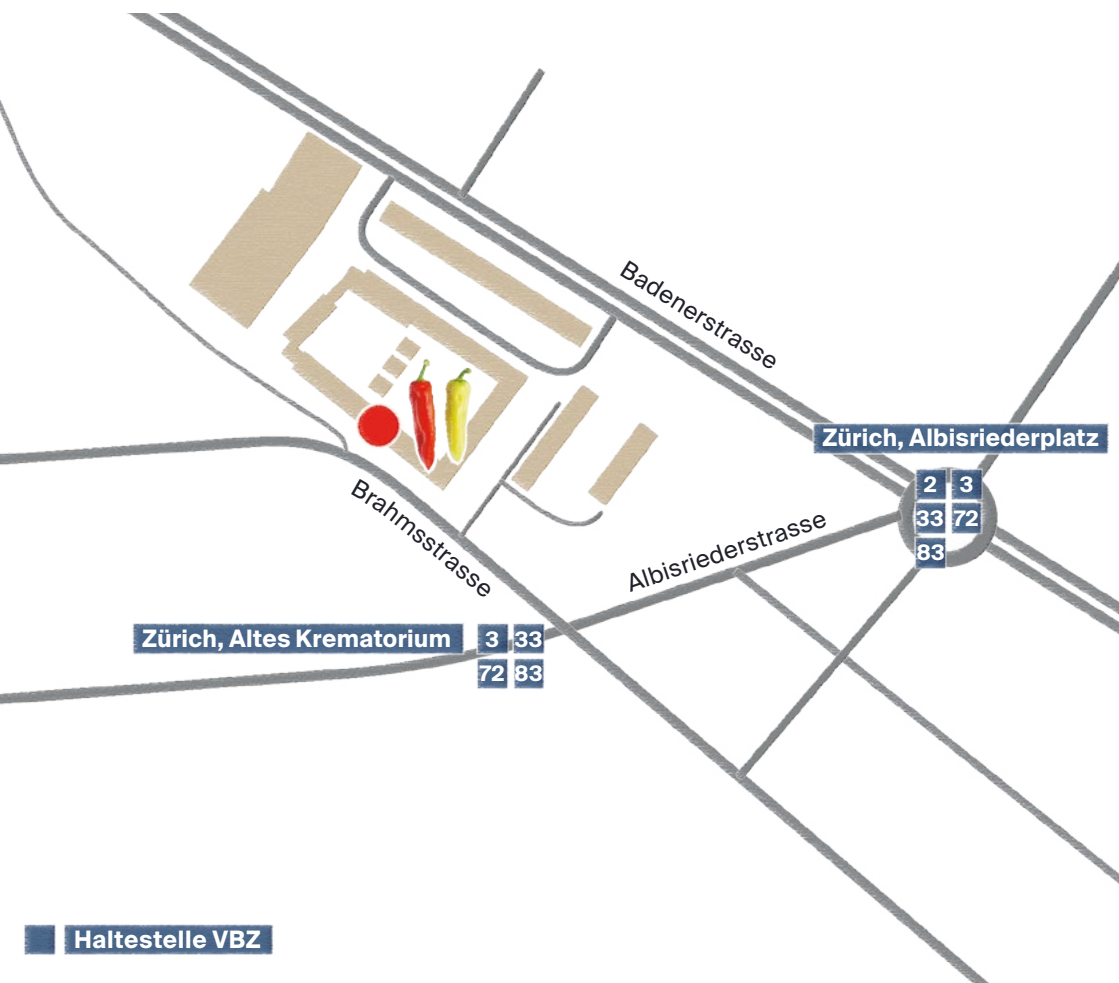 Badenerstrasse
Zürich, Albisriederplatz
2 3
33 72
83
Brahmsstrasse
Albisriederstrasse
Zürich, Altes Krematorium 3 33
72 83
Haltestelle VBZ